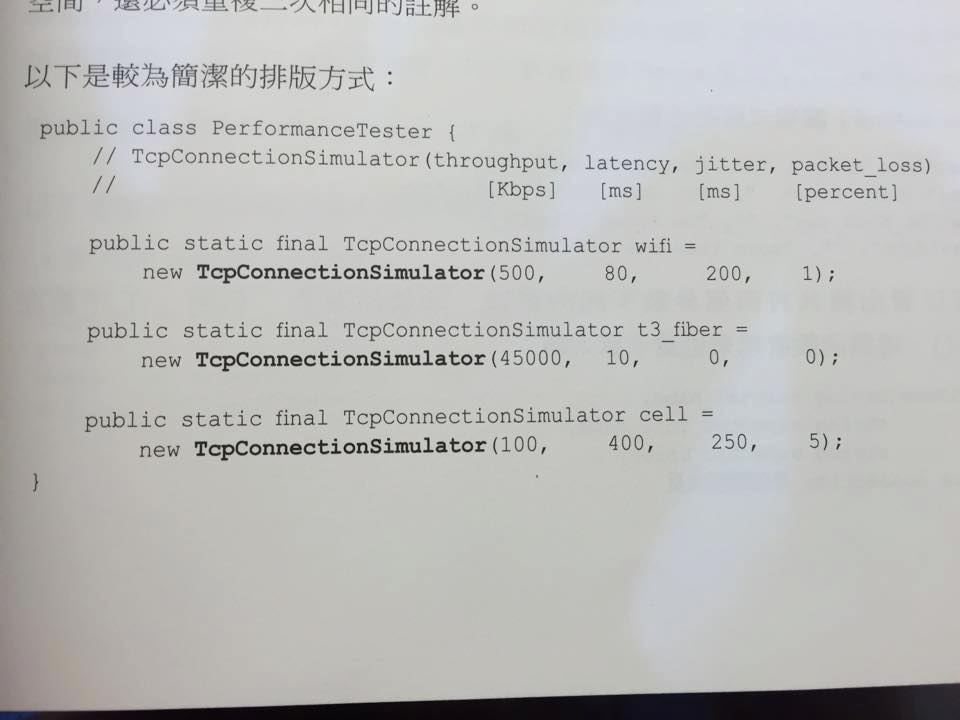 空間，還必須重複三次相同的註解。
以下是較為簡潔的排版方式：
public class PerformanceTester {
// TcpConnectionSimulator(throughput, latency, jitter, packet_loss)
// [Kbps] [ms] [ms] [percent]
public static final TcpConnectionSimulator wifi =
new TcpConnectionSimulator(500, 80, 200, 1);
public static final TcpConnectionSimulator t3_fiber =
new TcpConnectionSimulator(45000, 10, 0, 0);
public static final TcpConnectionSimulator cell =
new TcpConnectionSimulator(100, 400, 250, 5);
}